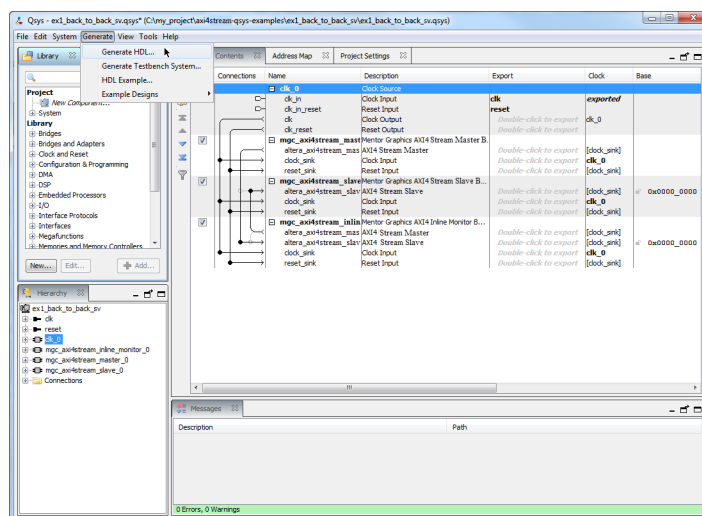 Qsys - ex1_back_to_back_sv.qsys* (C:\my_project\axi4stream-qsys-examples\ex1_back_to_back_sv\ex1_back_to_back_sv.qsys)
File Edit System Generate View Tools Help
Generate HDL...
Generate Testbench System...
HDL Example...
Example Designs
Library
Contents
Address Map
Project Settings
Project
New Component...
System
Library
Bridges
Bridges and Adapters
Clock and Reset
Configuration & Programming
DMA
DSP
Embedded Processors
I/O
Interface Protocols
Interfaces
Megafunctions
Memories and Memory Controllers
New... Edit... Add...
Connections Name Description Export Clock Base
clk_0 Clock Source
clk_in Clock Input clk exported
clk_in_reset Reset Input reset
clk Clock Output Double-click to export clk_0
clk_reset Reset Output Double-click to export
mgc_axi4stream_mast Mentor Graphics AXI4 Stream Master B...
altera_axi4stream_mas AXI4 Stream Master Double-click to export [clock_sink]
clock_sink Clock Input Double-click to export clk_0
reset_sink Reset Input Double-click to export [clock_sink]
mgc_axi4stream_slave Mentor Graphics AXI4 Stream Slave B...
altera_axi4stream_slav AXI4 Stream Slave Double-click to export [clock_sink] 0x0000_0000
clock_sink Clock Input Double-click to export clk_0
reset_sink Reset Input Double-click to export [clock_sink]
mgc_axi4stream_inlin Mentor Graphics AXI4 Inline Monitor B...
altera_axi4stream_mas AXI4 Stream Master Double-click to export [clock_sink]
altera_axi4stream_slav AXI4 Stream Slave Double-click to export [clock_sink] 0x0000_0000
clock_sink Clock Input Double-click to export clk_0
reset_sink Reset Input Double-click to export [clock_sink]
Hierarchy
ex1_back_to_back_sv
clk
reset
clk_0
mgc_axi4stream_inline_monitor_0
mgc_axi4stream_master_0
mgc_axi4stream_slave_0
Connections
Messages
Description Path
0 Errors, 0 Warnings